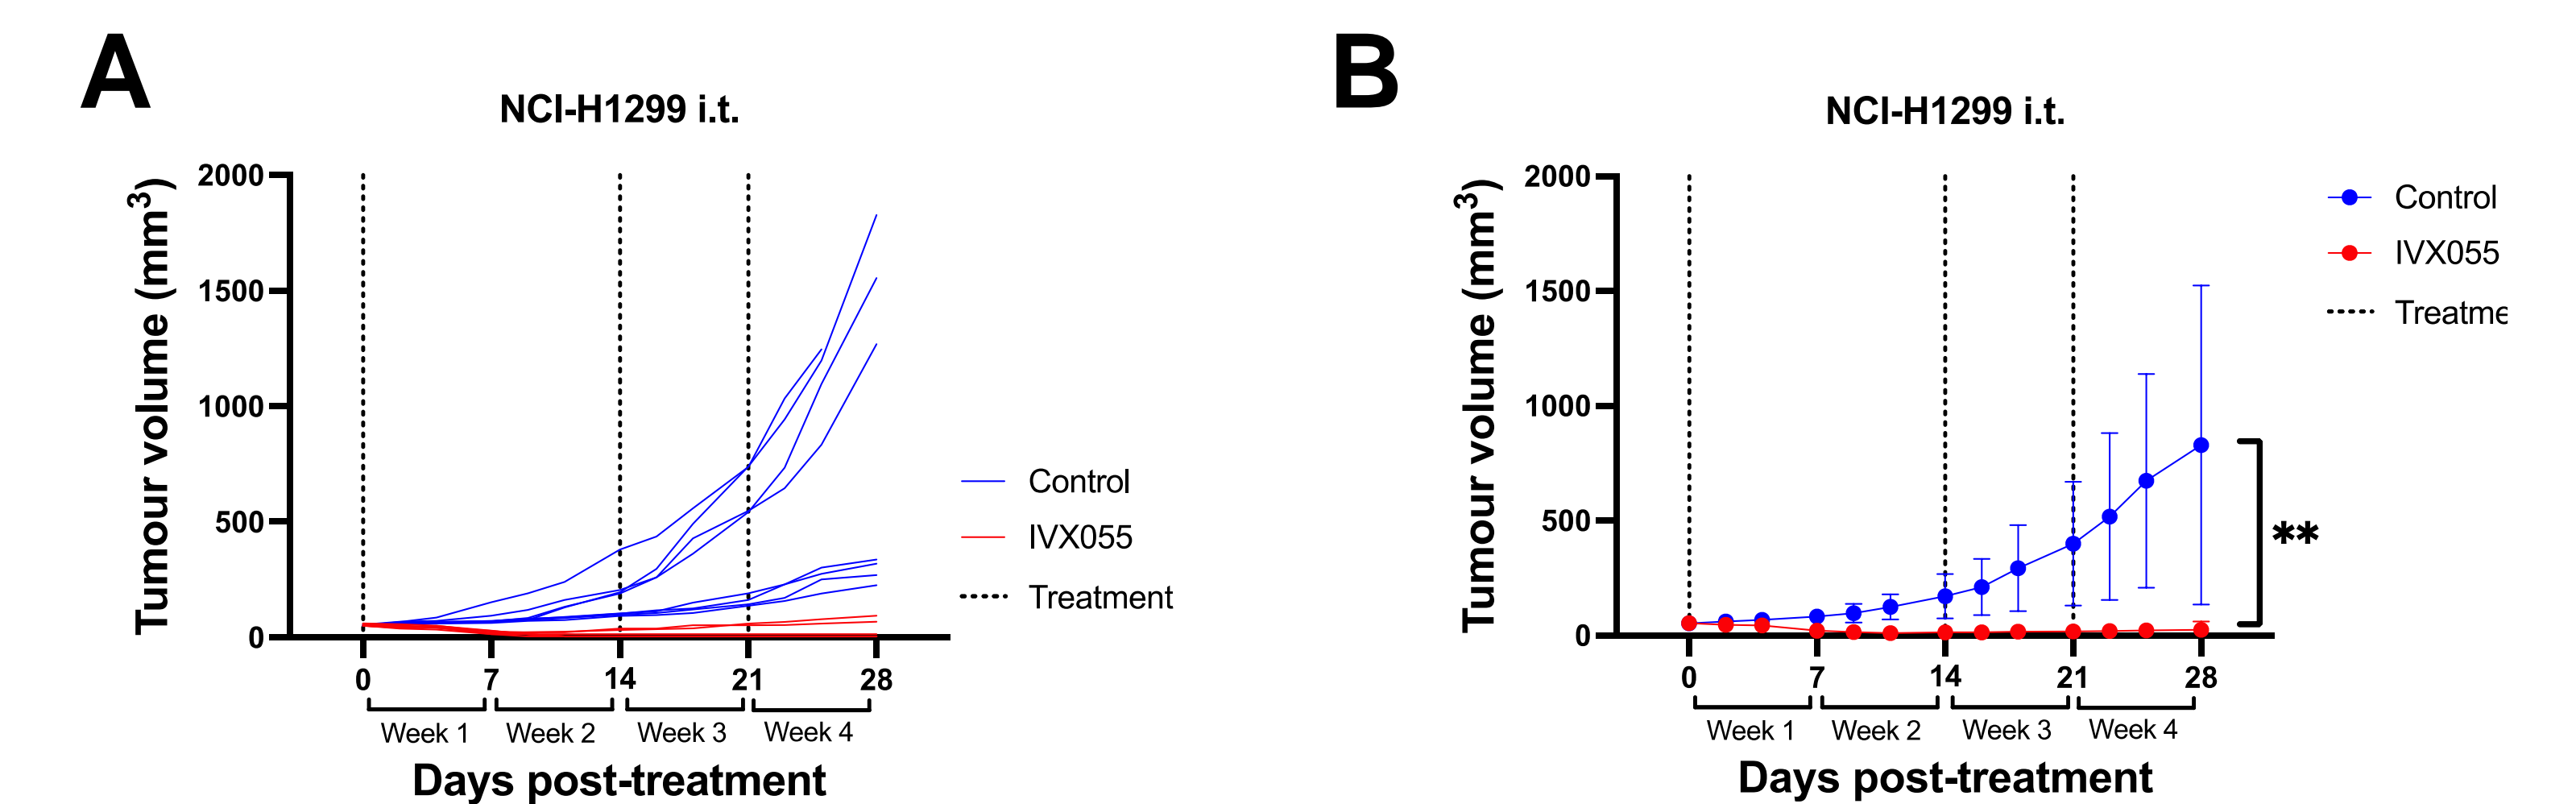 A
NCI-H1299 i.t.
Tumour volume (mm³)
2000
1500
1000
500
0
0 7 14 21 28
Week 1 Week 2 Week 3 Week 4
Days post-treatment
Control
IVX055
Treatment
B
NCI-H1299 i.t.
Tumour volume (mm³)
2000
1500
1000
500
0
0 7 14 21 28
Week 1 Week 2 Week 3 Week 4
Days post-treatment
Control
IVX055
Treatme
**